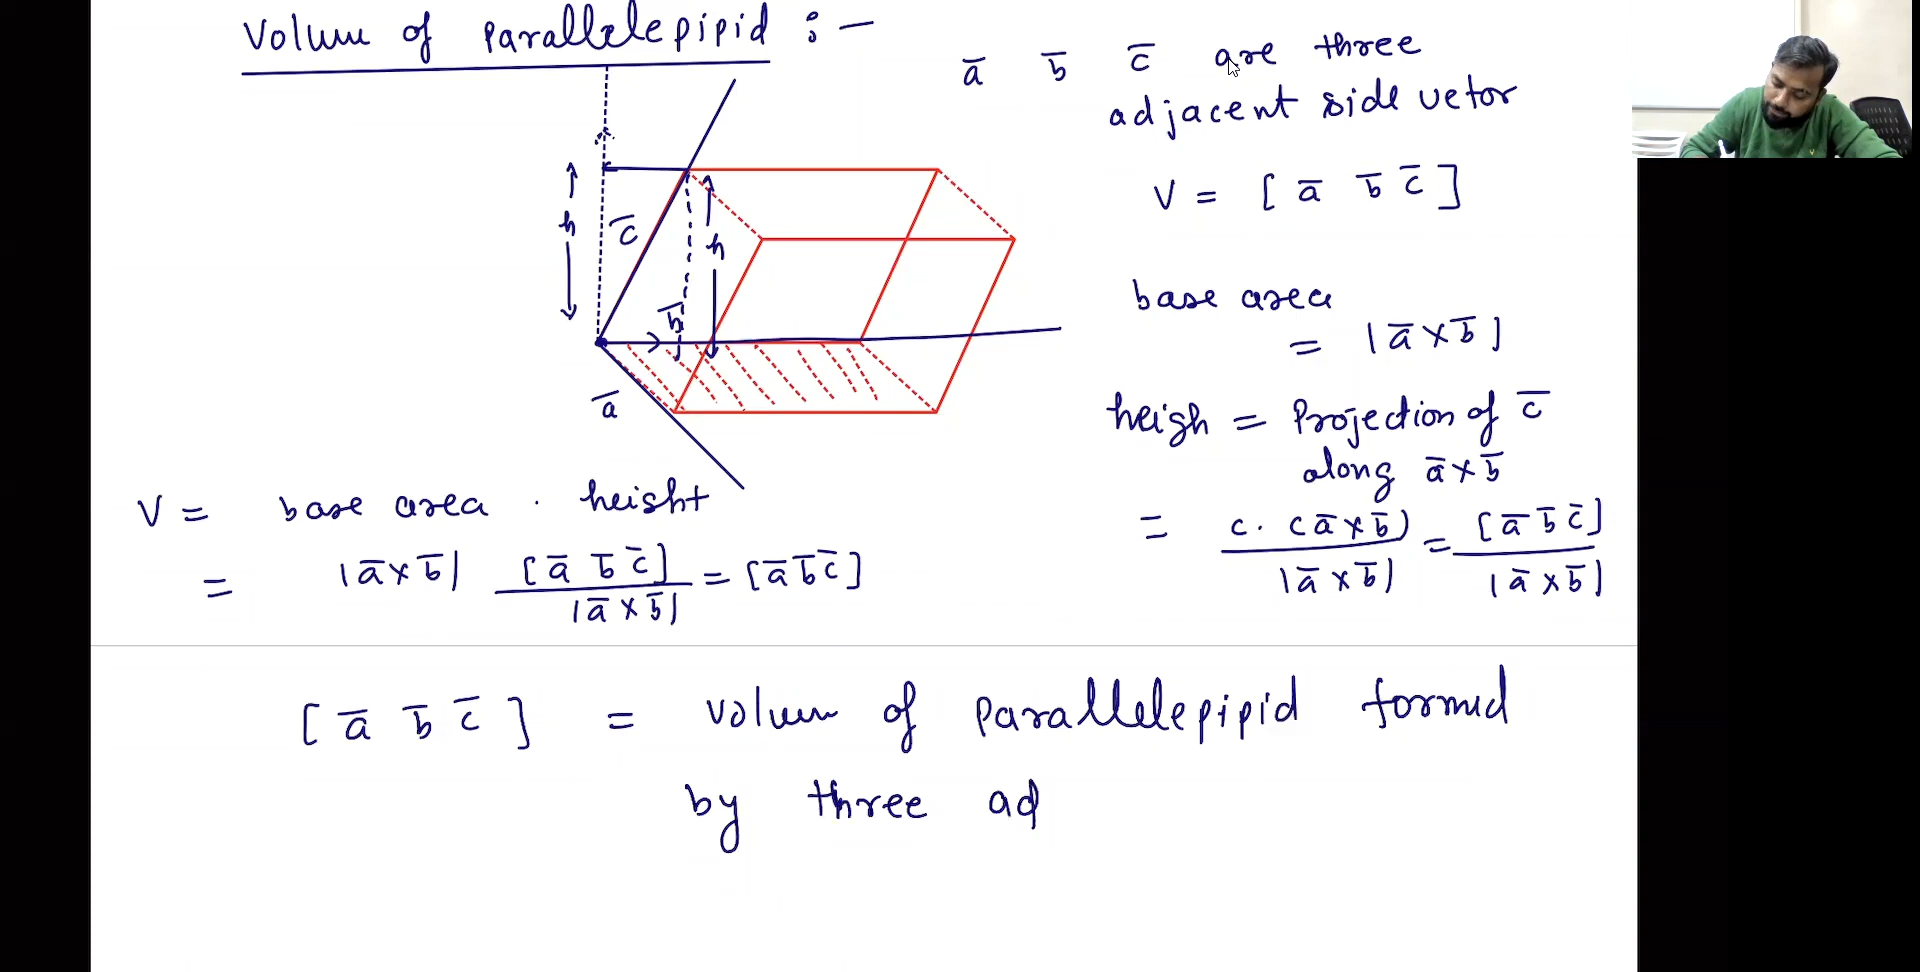 Volume of Parallelepipid :-
a̅ b̅ c̅ are three
adjacent side vetor
V = [ a̅ b̅ c̅ ]
h
c̅
h
b̅
a̅
base area
= |a̅ × b̅|
heigh = Projection of c̅
along a̅ × b̅
= c . (a̅ × b̅) / |a̅ × b̅| = [a̅ b̅ c̅] / |a̅ × b̅|
V = base area . height
= |a̅ × b̅| [a̅ b̅ c̅] / |a̅ × b̅| = [a̅ b̅ c̅]
[ a̅ b̅ c̅ ] = volum of parallelepipid formed
by three ad